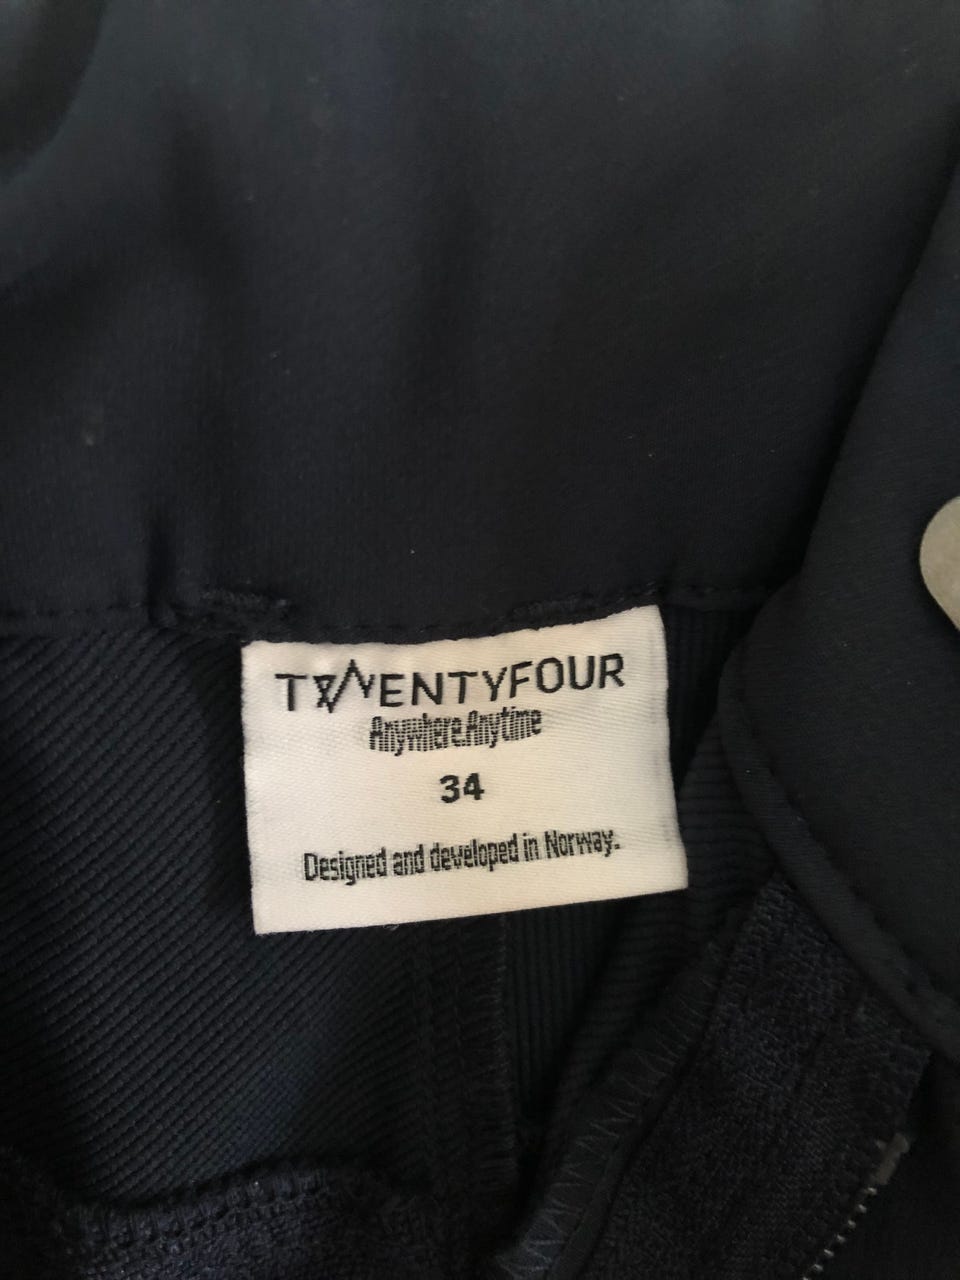 TWENTYFOUR
Anywhere.Anytime
34
Designed and developed in Norway.